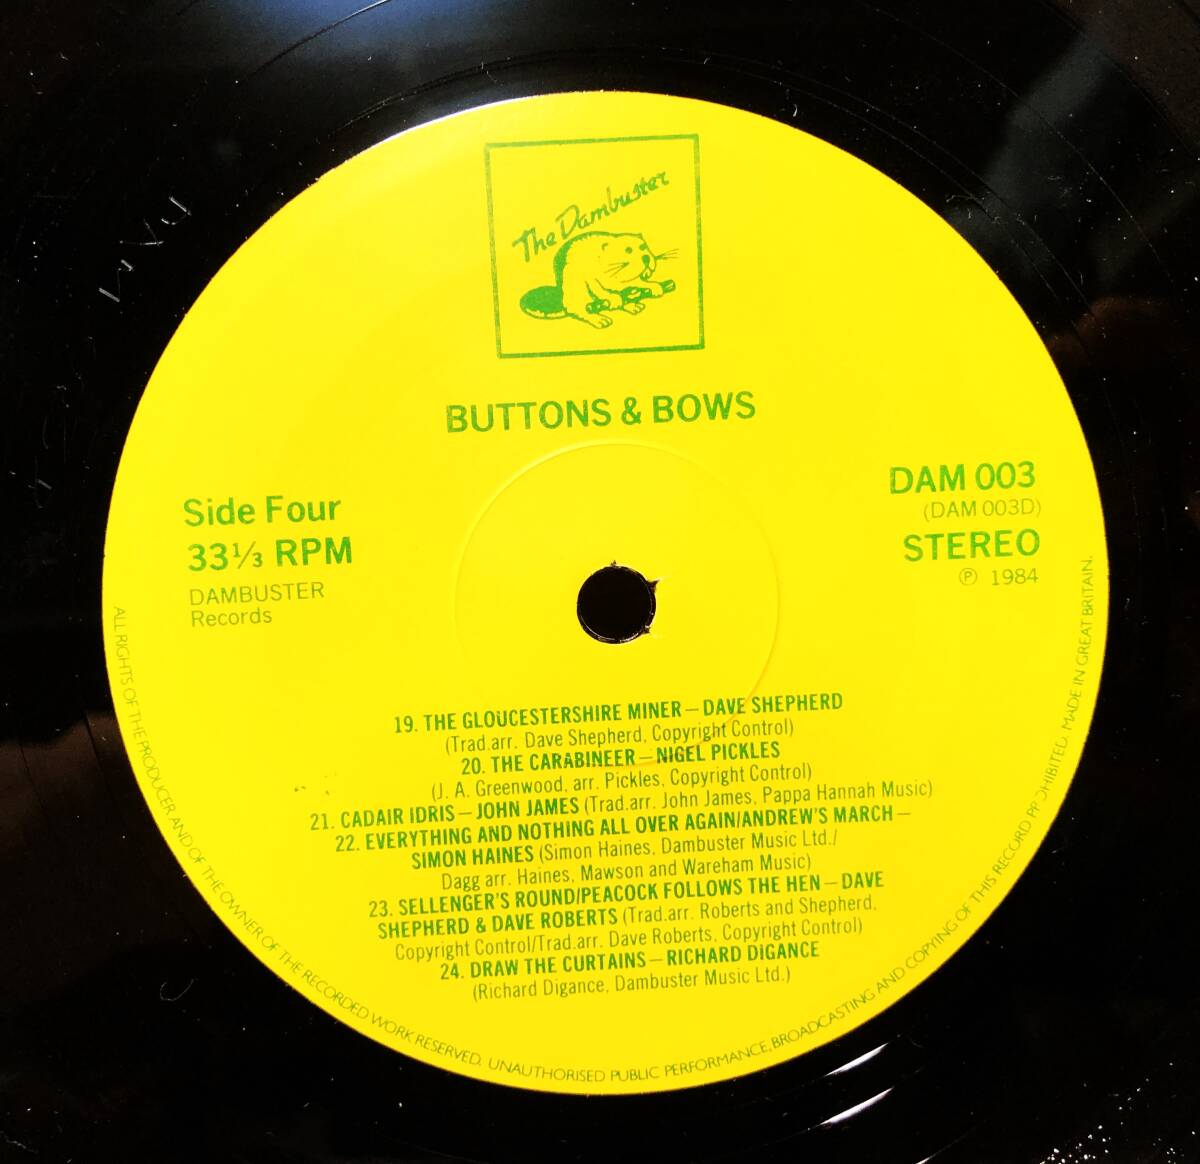 The Dambuster
BUTTONS & BOWS
Side Four
33⅓ RPM
DAMBUSTER
Records
DAM 003
(DAM 003D)
STEREO
℗ 1984
19. THE GLOUCESTERSHIRE MINER – DAVE SHEPHERD
(Trad.arr. Dave Shepherd, Copyright Control)
20. THE CARABINEER – NIGEL PICKLES
(J. A. Greenwood, arr. Pickles, Copyright Control)
21. CADAIR IDRIS – JOHN JAMES (Trad.arr. John James, Pappa Hannah Music)
22. EVERYTHING AND NOTHING ALL OVER AGAIN/ANDREW'S MARCH –
SIMON HAINES (Simon Haines, Dambuster Music Ltd./
Dagg arr. Haines, Mawson and Wareham Music)
23. SELLENGER'S ROUND/PEACOCK FOLLOWS THE HEN – DAVE
SHEPHERD & DAVE ROBERTS (Trad.arr. Roberts and Shepherd,
Copyright Control/Trad.arr. Dave Roberts, Copyright Control)
24. DRAW THE CURTAINS – RICHARD DIGANCE
(Richard Digance, Dambuster Music Ltd.)
ALL RIGHTS OF THE PRODUCER AND OF THE OWNER OF THE RECORDED WORK RESERVED. UNAUTHORISED PUBLIC PERFORMANCE, BROADCASTING AND COPYING OF THIS RECORD PROHIBITED. MADE IN GREAT BRITAIN.